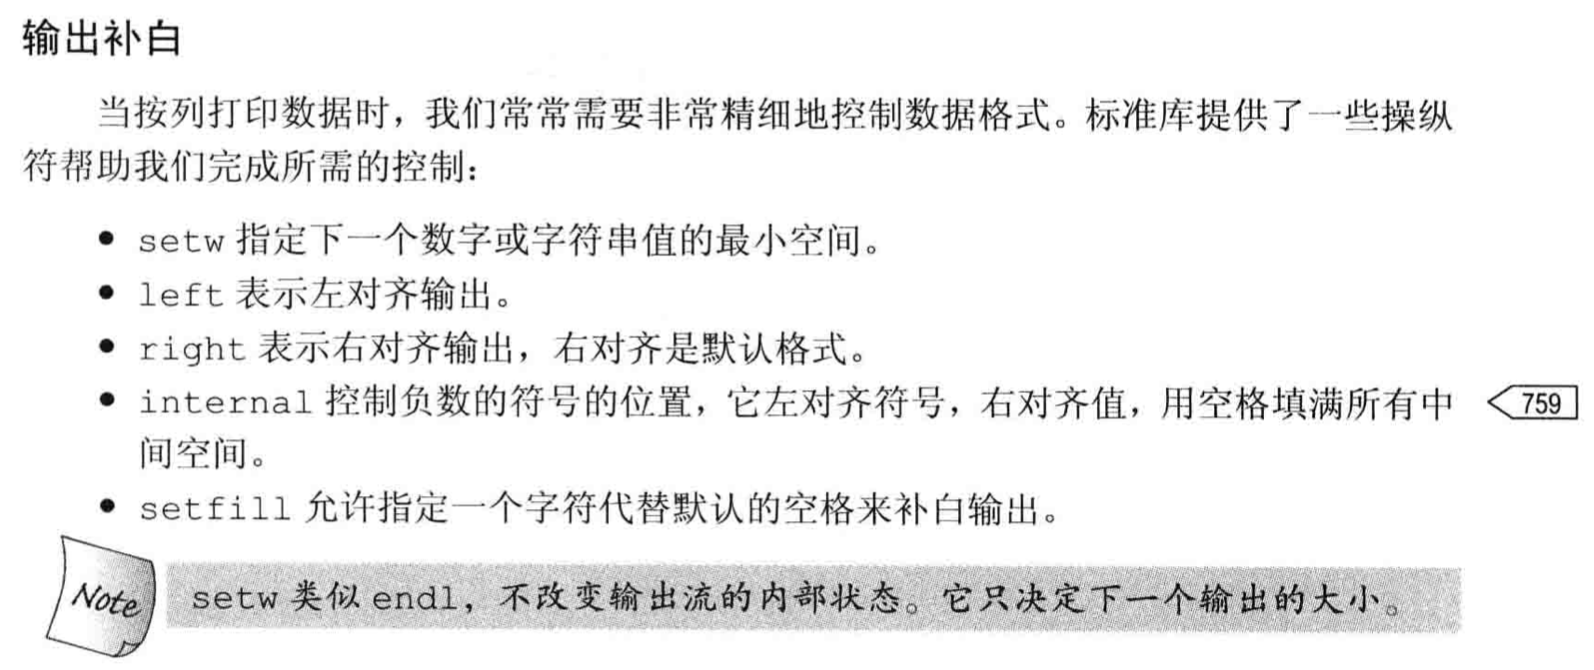 输出补白
当按列打印数据时，我们常常需要非常精细地控制数据格式。标准库提供了一些操纵
符帮助我们完成所需的控制：
● setw 指定下一个数字或字符串值的最小空间。
● left 表示左对齐输出。
● right 表示右对齐输出，右对齐是默认格式。
● internal 控制负数的符号的位置，它左对齐符号，右对齐值，用空格填满所有中
759
间空间。
● setfill 允许指定一个字符代替默认的空格来补白输出。
Note
setw 类似 endl，不改变输出流的内部状态。它只决定下一个输出的大小。